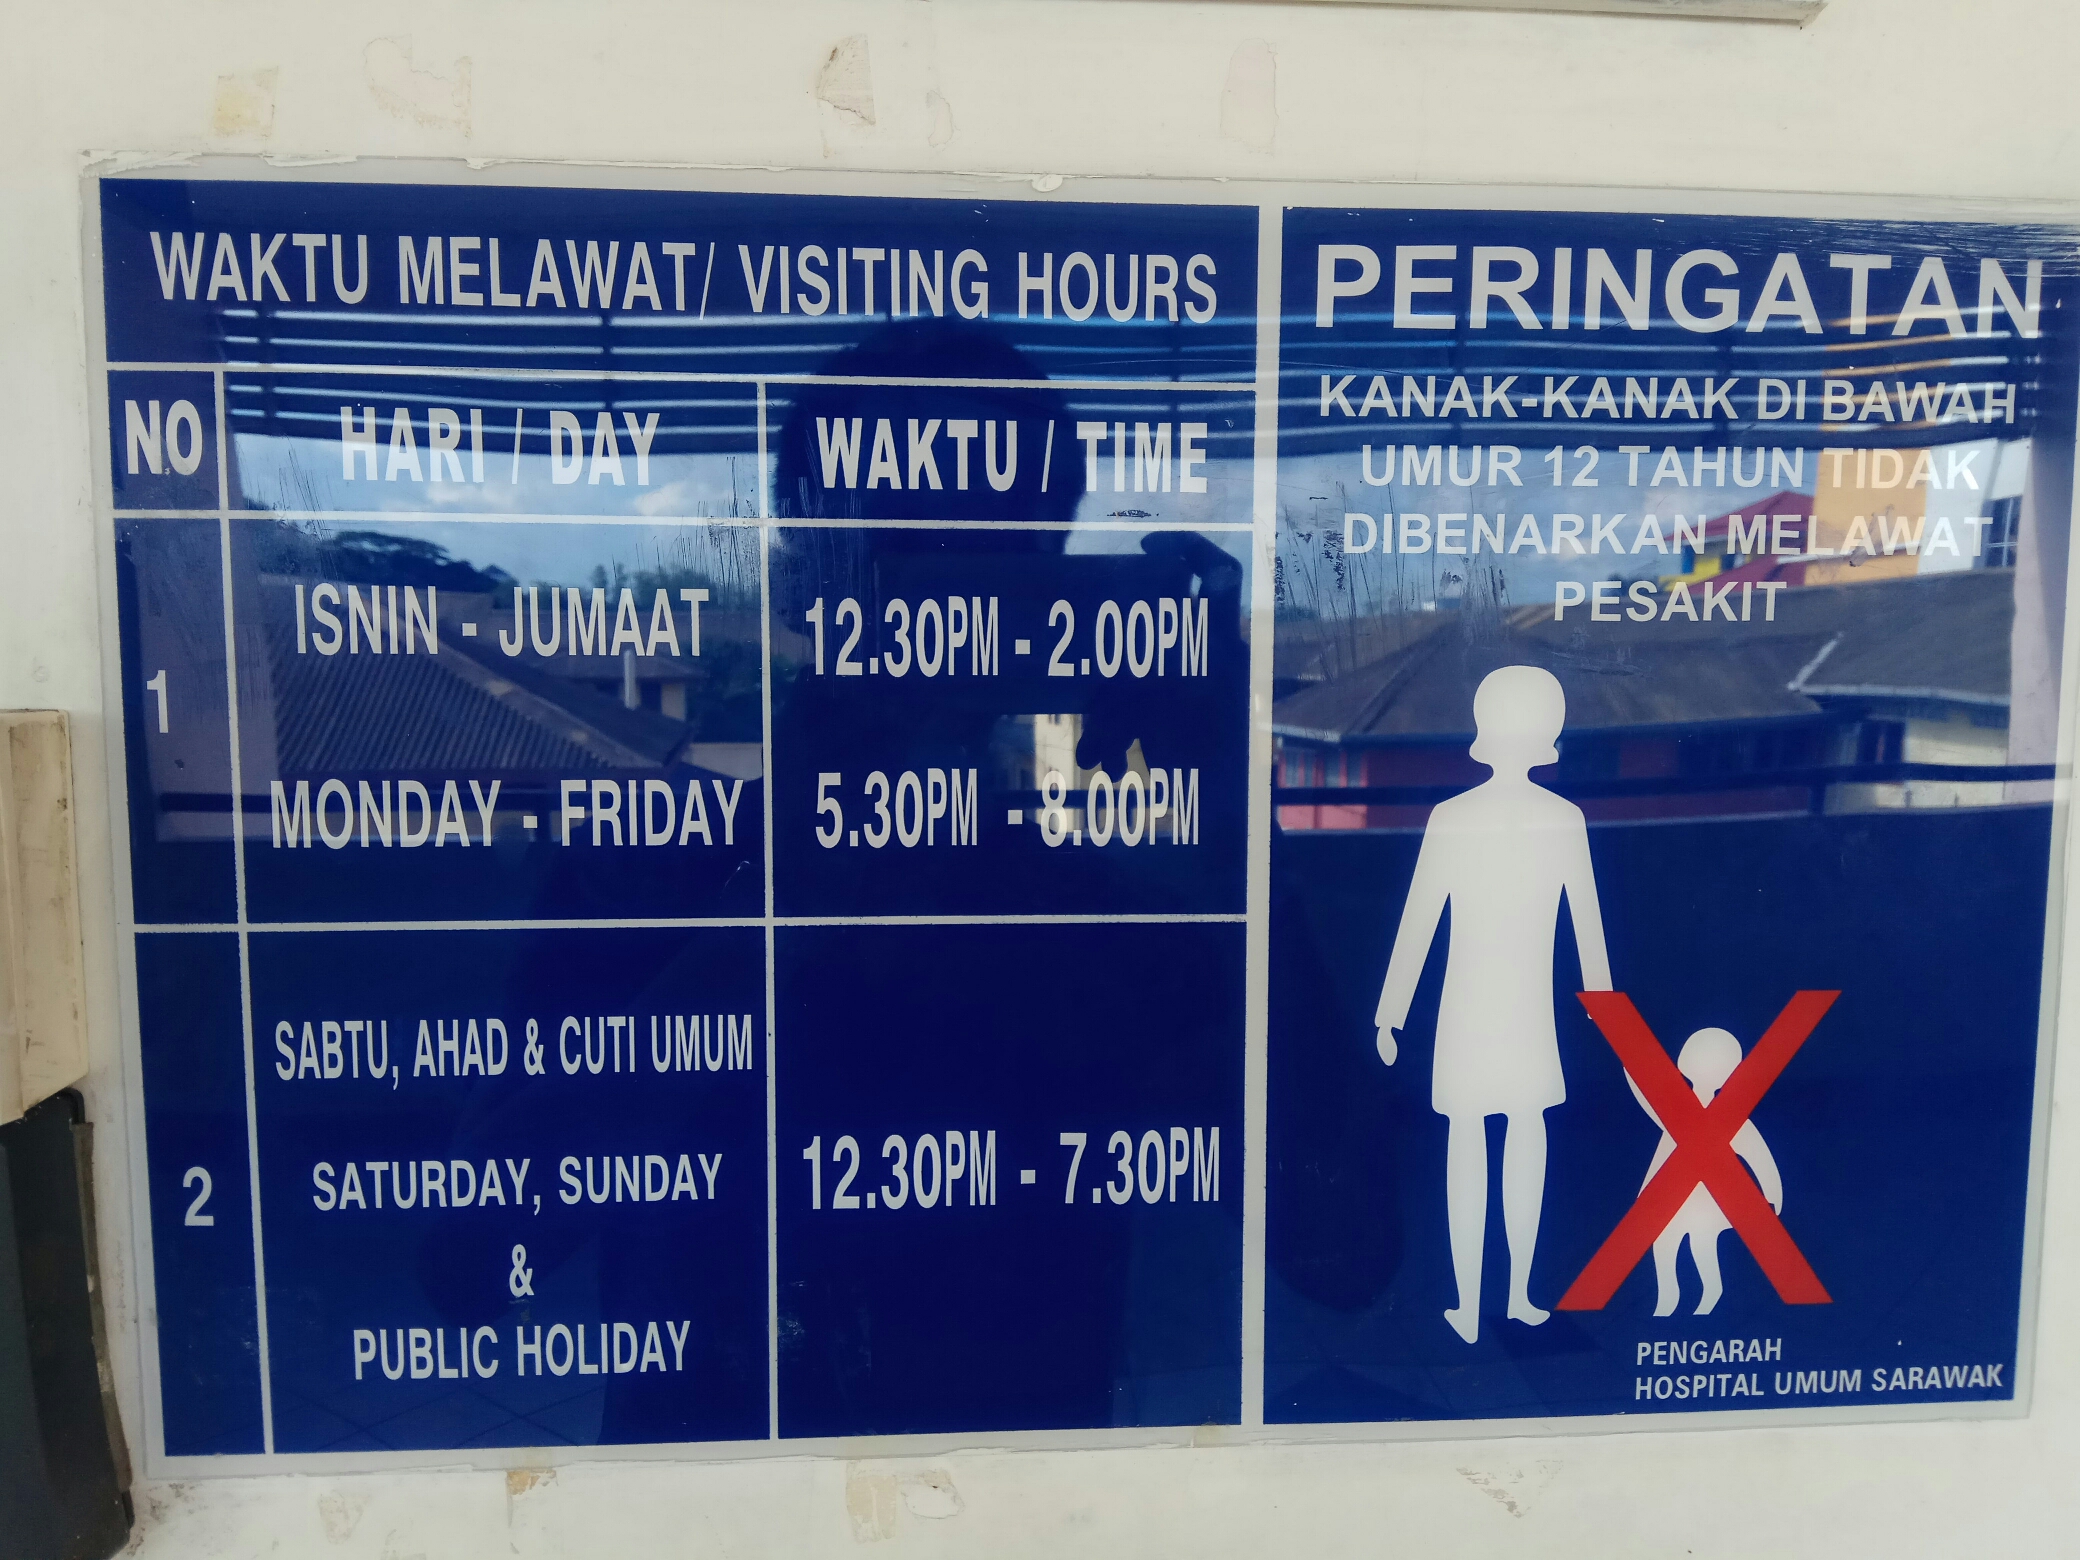 WAKTU MELAWAT/ VISITING HOURS
NO
HARI / DAY
WAKTU / TIME
1
ISNIN - JUMAAT
MONDAY - FRIDAY
12.30PM - 2.00PM
5.30PM - 8.00PM
2
SABTU, AHAD & CUTI UMUM
SATURDAY, SUNDAY
&
PUBLIC HOLIDAY
12.30PM - 7.30PM
PERINGATAN
KANAK-KANAK DI BAWAH
UMUR 12 TAHUN TIDAK
DIBENARKAN MELAWAT
PESAKIT
PENGARAH
HOSPITAL UMUM SARAWAK